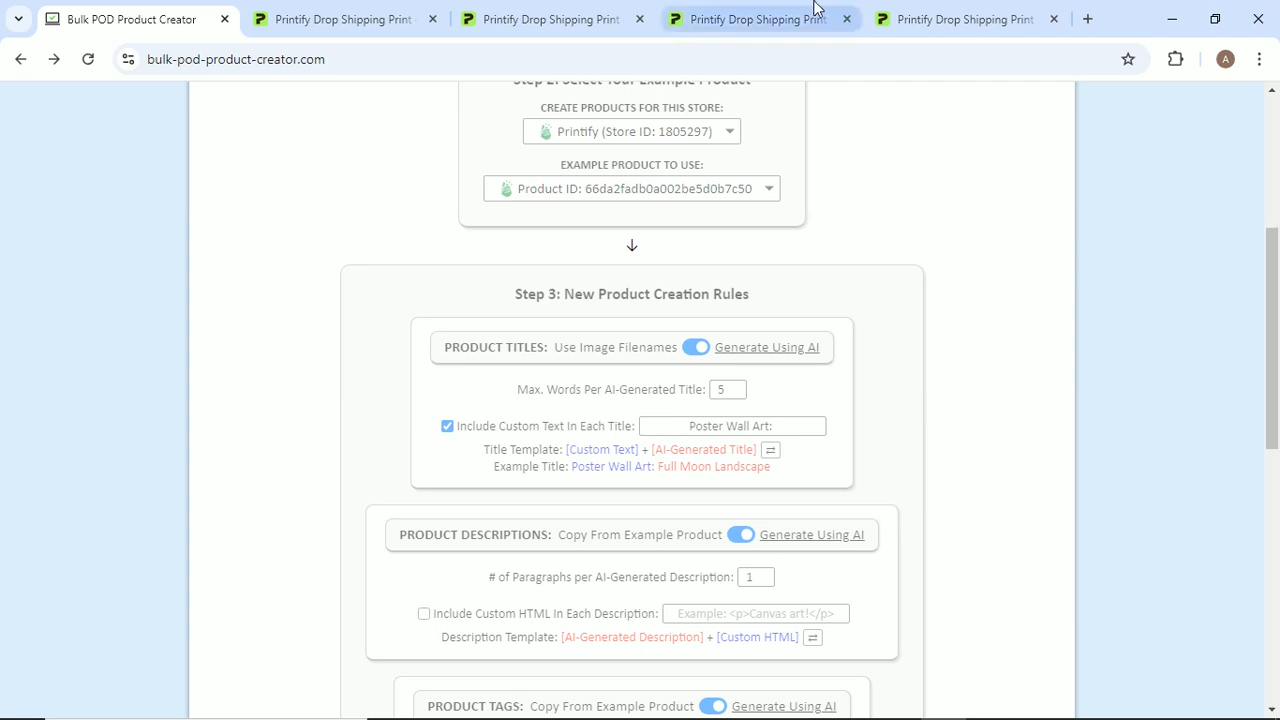 Bulk POD Product Creator
Printify Drop Shipping Print
Printify Drop Shipping Print
Printify Drop Shipping Print
Printify Drop Shipping Print
bulk-pod-product-creator.com
A
Step 2: Select Your Example Product
CREATE PRODUCTS FOR THIS STORE:
Printify (Store ID: 1805297)
EXAMPLE PRODUCT TO USE:
Product ID: 66da2fadb0a002be5d0b7c50
↓
Step 3: New Product Creation Rules
PRODUCT TITLES: Use Image Filenames Generate Using AI
Max. Words Per AI-Generated Title: 5
Include Custom Text In Each Title: Poster Wall Art:
Title Template: [Custom Text] + [AI-Generated Title] ⇄
Example Title: Poster Wall Art: Full Moon Landscape
PRODUCT DESCRIPTIONS: Copy From Example Product Generate Using AI
# of Paragraphs per AI-Generated Description: 1
Include Custom HTML In Each Description: Example: <p>Canvas art!</p>
Description Template: [AI-Generated Description] + [Custom HTML] ⇄
PRODUCT TAGS: Copy From Example Product Generate Using AI